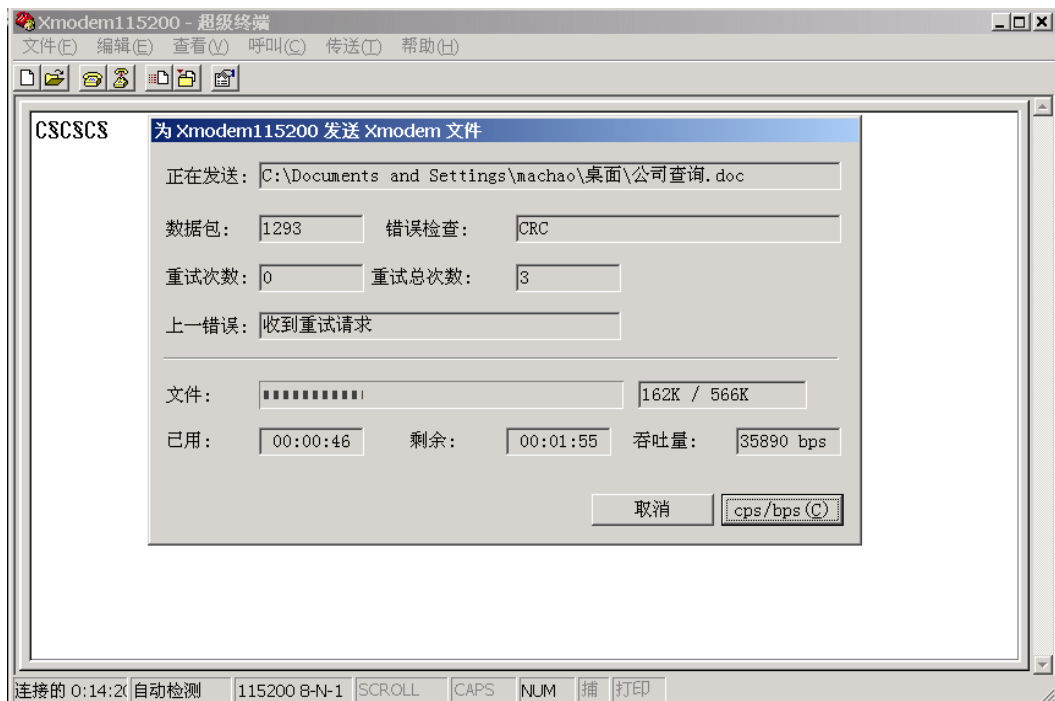 Xmodem115200 - 超级终端
文件(F) 编辑(E) 查看(V) 呼叫(C) 传送(T) 帮助(H)
C§C§C§
为 Xmodem115200 发送 Xmodem 文件
正在发送: C:\Documents and Settings\machao\桌面\公司查询.doc
数据包: 1293 错误检查: CRC
重试次数: 0 重试总次数: 3
上一错误: 收到重试请求
文件: 162K / 566K
已用: 00:00:46 剩余: 00:01:55 吞吐量: 35890 bps
取消 cps/bps(C)
连接的 0:14:20 自动检测 115200 8-N-1 SCROLL CAPS NUM 捕 打印